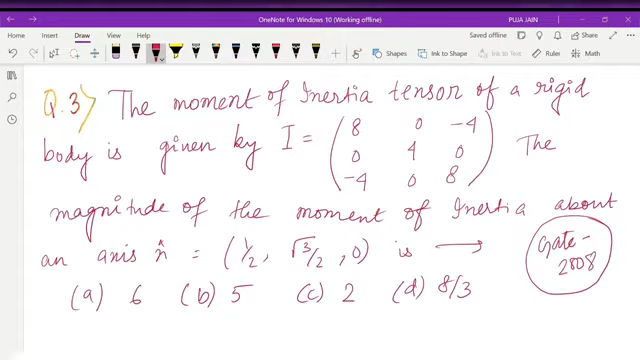 OneNote for Windows 10 (Working offline)
PUJA JAIN
File Home Insert Draw View Help
Saved offline Share
Shapes Ink to Shape Ink to Text
Q.3) The moment of Inertia tensor of a rigid
body is given by I = ( 8 0 -4
0 4 0
-4 0 8 ) The
magnitude of the moment of Inertia about
an axis n̂ = (1/2, √3/2, 0) is →
Gate-
2008
(a) 6 (b) 5 (c) 2 (d) 8/3